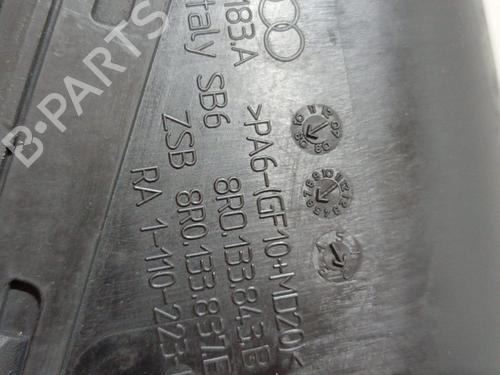 B-PARTS
183.A
Italy SB6
>PA6-(GF10+MD20)<
8R0.133.843.B
ZSB 8R0.133.837.E
RA 1-110-223